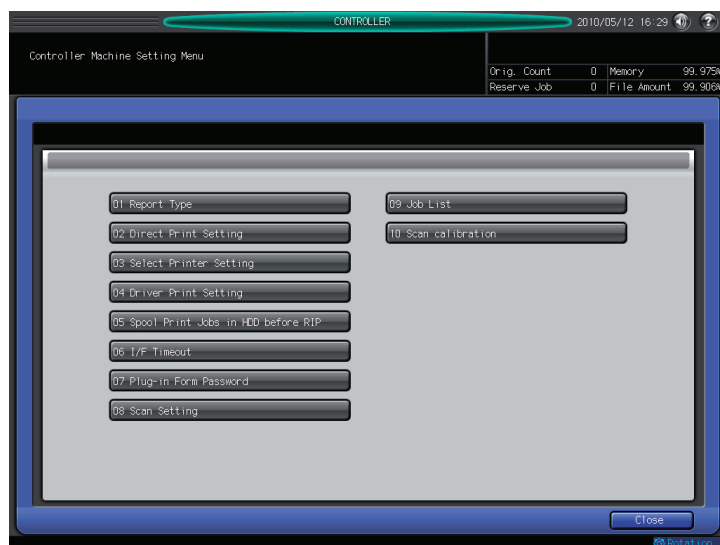 CONTROLLER
2010/05/12 16:29
Controller Machine Setting Menu
Orig. Count 0 Memory 99.975%
Reserve Job 0 File Amount 99.906%
01 Report Type
02 Direct Print Setting
03 Select Printer Setting
04 Driver Print Setting
05 Spool Print Jobs in HDD before RIP
06 I/F Timeout
07 Plug-in Form Password
08 Scan Setting
09 Job List
10 Scan calibration
Close
Rotation